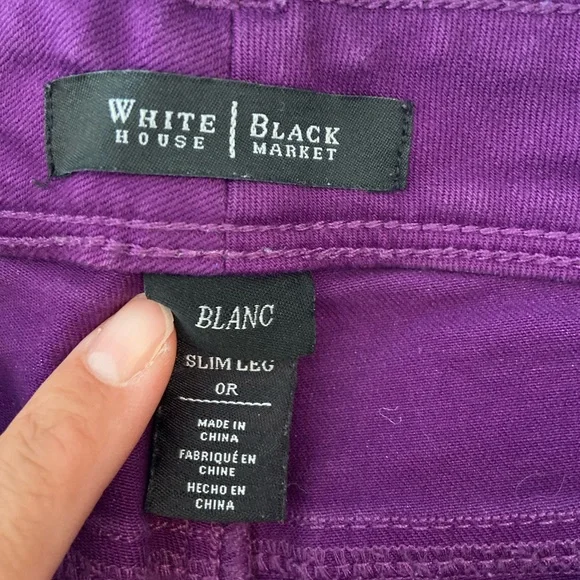 WHITE HOUSE | BLACK MARKET
BLANC
SLIM LEG
0R
MADE IN
CHINA
FABRIQUÉ EN
CHINE
HECHO EN
CHINA